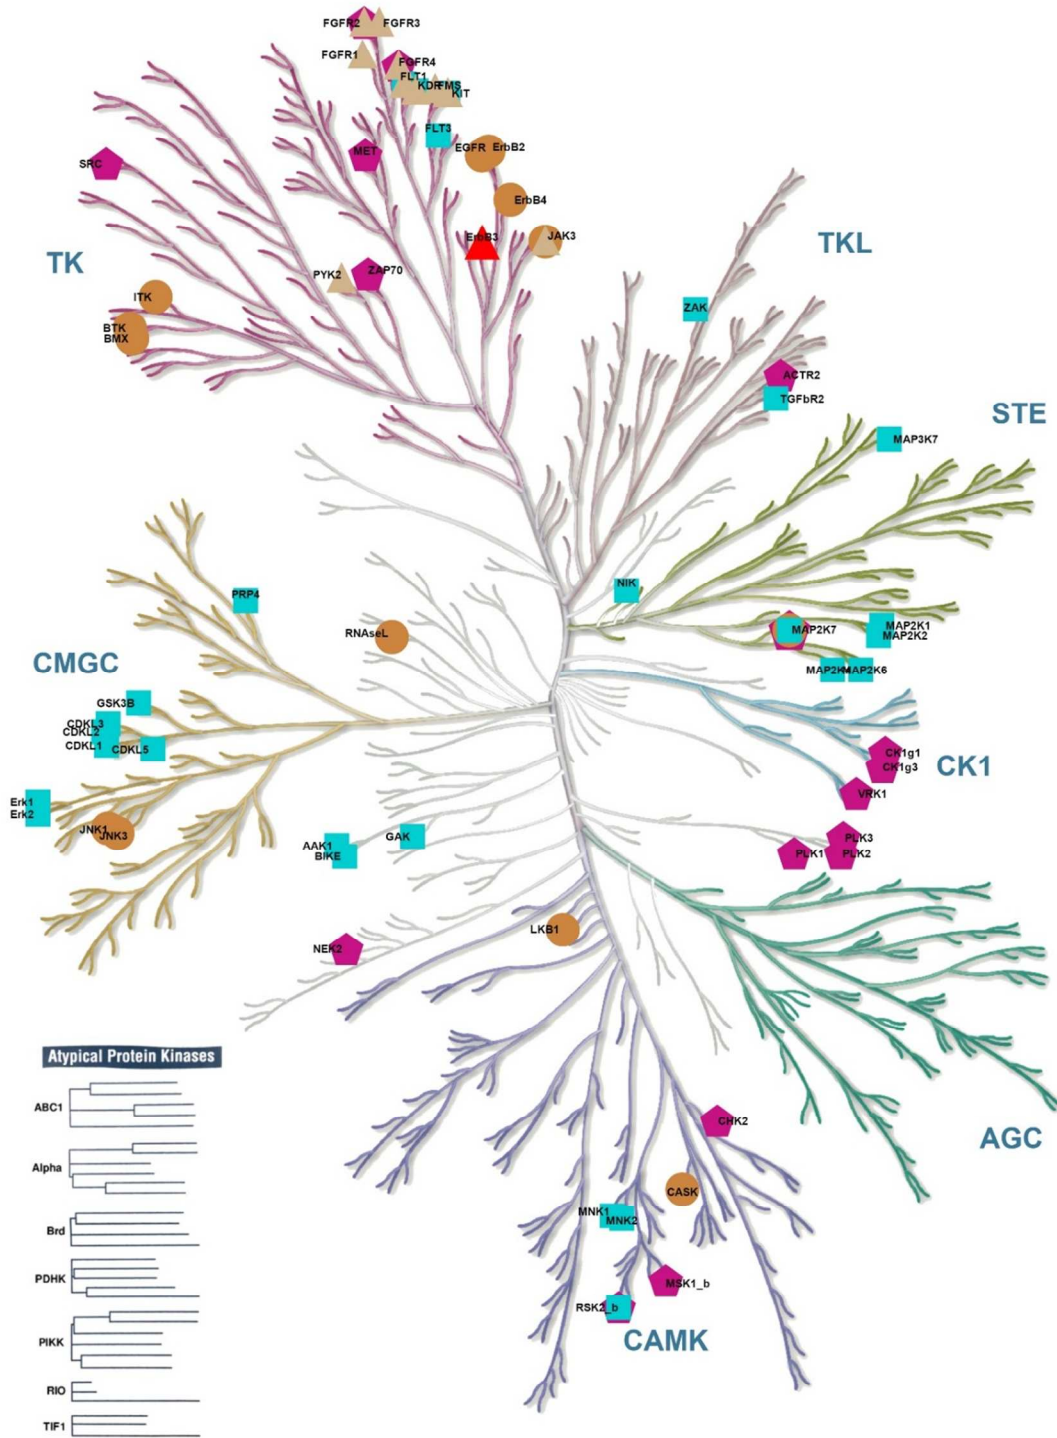 FGFR2
FGFR3
FGFR1
FGFR4
FLT1
KDR
FMS
KIT
FLT3
MET
EGFR
ErbB2
SRC
ErbB4
ErbB3
JAK3
TKL
TK
PYK2
ZAP70
ITK
ZAK
BTK
BMX
ACTR2
TGFbR2
STE
MAP3K7
NIK
PRP4
RNAseL
MAP2K7
MAP2K1
MAP2K2
CMGC
MAP2K6
GSK3B
CDKL3
CDKL2
CDKL1
CDKL5
CK1g1
CK1g3
CK1
VRK1
Erk1
Erk2
JNK1
JNK3
AAK1
BIKE
GAK
PLK3
PLK1
PLK2
LKB1
NEK2
Atypical Protein Kinases
ABC1
CHK2
AGC
Alpha
CASK
MNK1
MNK2
Brd
PDHK
MSK1_b
RSK2_b
CAMK
PIKK
RIO
TIF1